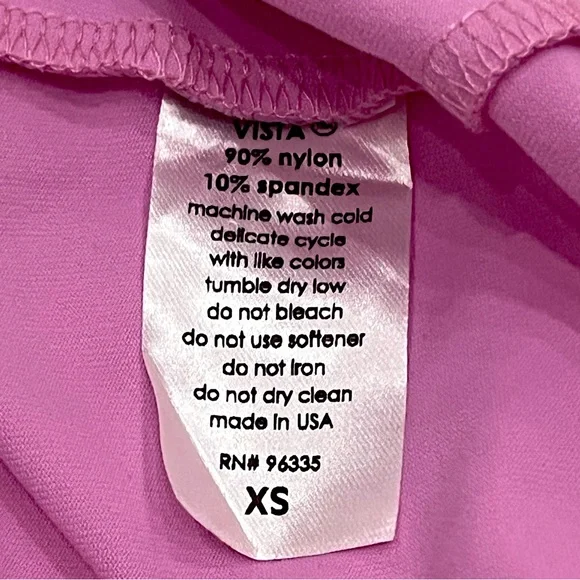 VISTA
90% nylon
10% spandex
machine wash cold
delicate cycle
with like colors
tumble dry low
do not bleach
do not use softener
do not iron
do not dry clean
made in USA
RN# 96335
XS